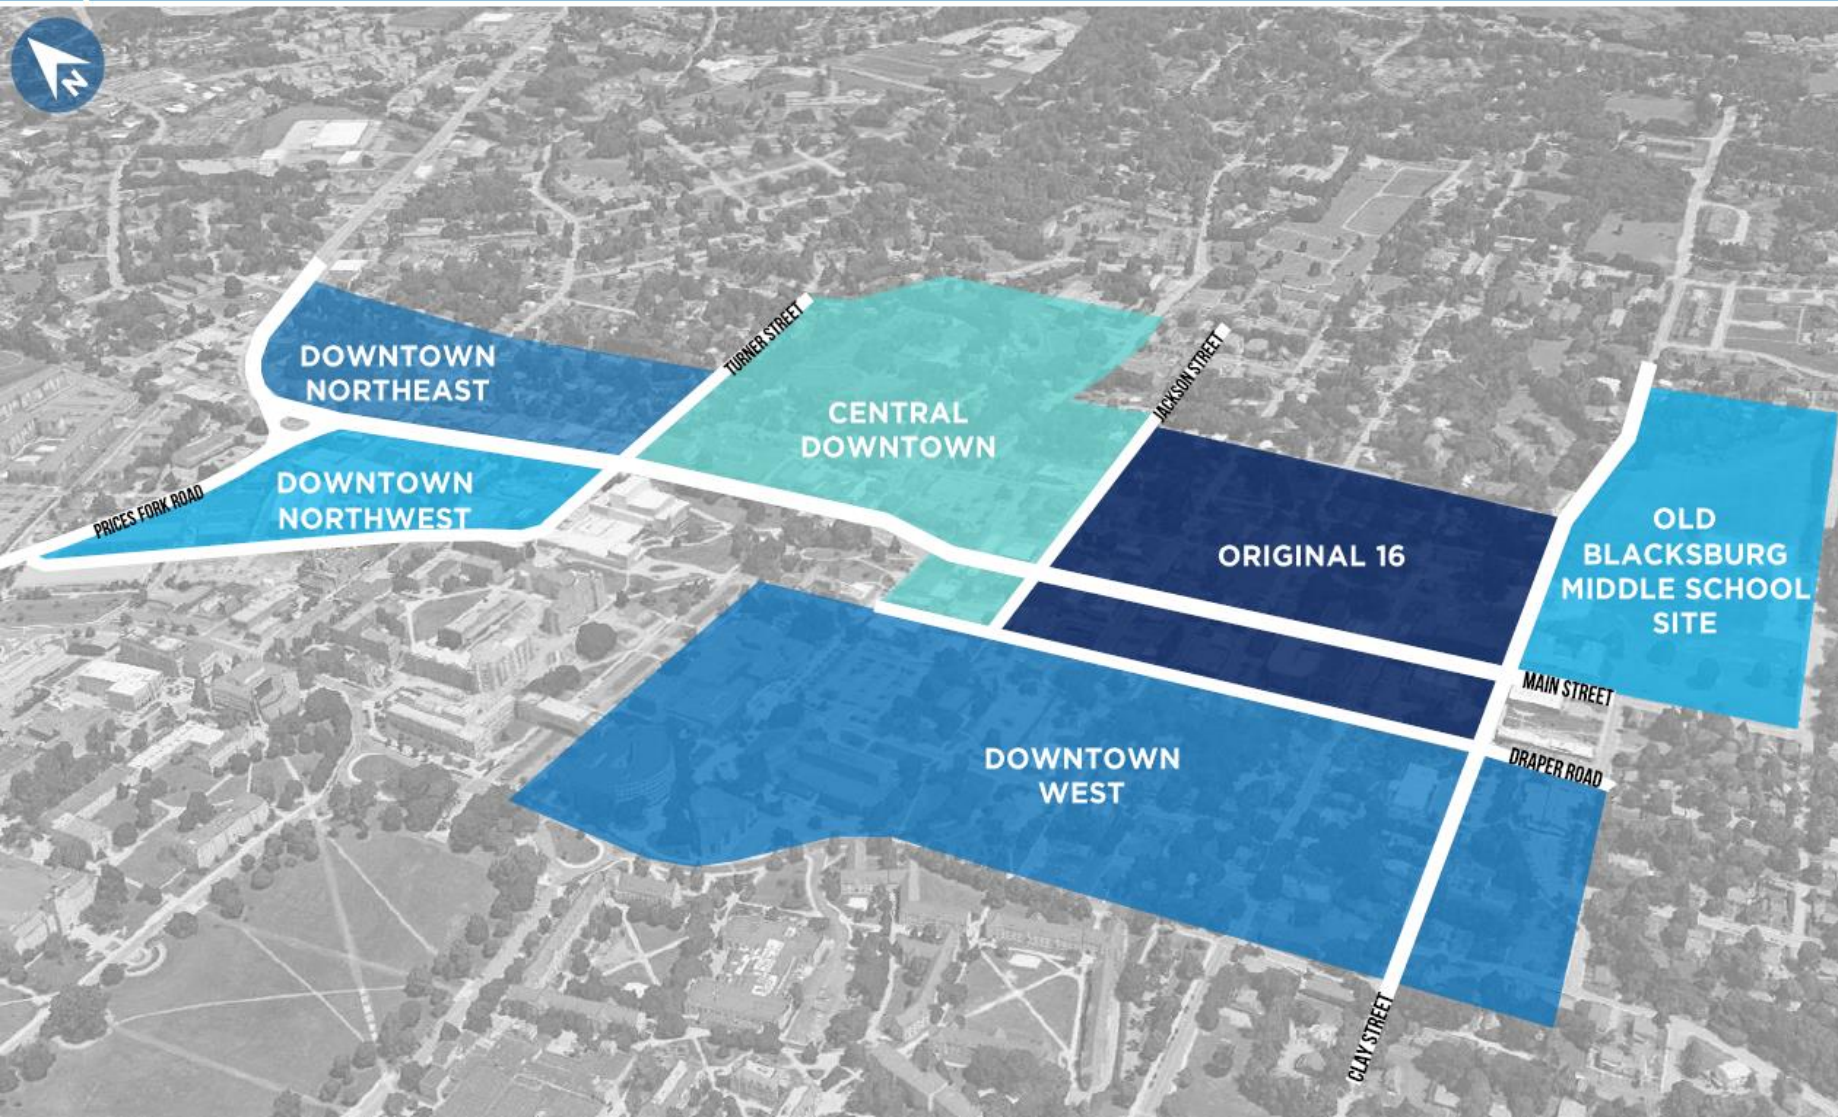 N
TURNER STREET
JACKSON STREET
DOWNTOWN
NORTHEAST
CENTRAL
DOWNTOWN
DOWNTOWN
NORTHWEST
PRICES FORK ROAD
ORIGINAL 16
OLD
BLACKSBURG
MIDDLE SCHOOL
SITE
MAIN STREET
DRAPER ROAD
DOWNTOWN
WEST
CLAY STREET